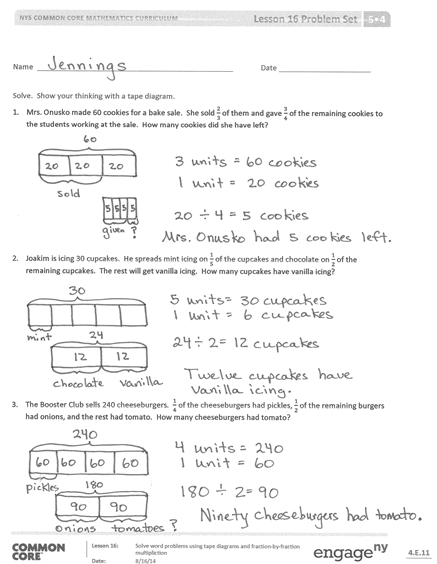 NYS COMMON CORE MATHEMATICS CURRICULUM
Lesson 16 Problem Set 5•4
Name Jennings
Date
Solve. Show your thinking with a tape diagram.
1. Mrs. Onusko made 60 cookies for a bake sale. She sold 2/3 of them and gave 3/4 of the remaining cookies to
the students working at the sale. How many cookies did she have left?
60
20 20 20
sold
5 5 5 5
given ?
3 units = 60 cookies
1 unit = 20 cookies
20 ÷ 4 = 5 cookies
Mrs. Onusko had 5 cookies left.
2. Joakim is icing 30 cupcakes. He spreads mint icing on 1/5 of the cupcakes and chocolate on 1/2 of the
remaining cupcakes. The rest will get vanilla icing. How many cupcakes have vanilla icing?
30
mint 24
12 12
chocolate vanilla
5 units = 30 cupcakes
1 unit = 6 cupcakes
24 ÷ 2 = 12 cupcakes
Twelve cupcakes have
vanilla icing.
3. The Booster Club sells 240 cheeseburgers. 1/4 of the cheeseburgers had pickles, 1/2 of the remaining burgers
had onions, and the rest had tomato. How many cheeseburgers had tomato?
240
60 60 60 60
pickles 180
90 90
onions tomatoes ?
4 units = 240
1 unit = 60
180 ÷ 2 = 90
Ninety cheeseburgers had tomato.
COMMON
CORE
Lesson 16: Solve word problems using tape diagrams and fraction-by-fraction
multiplication
Date: 8/16/14
engage ny
4.E.11